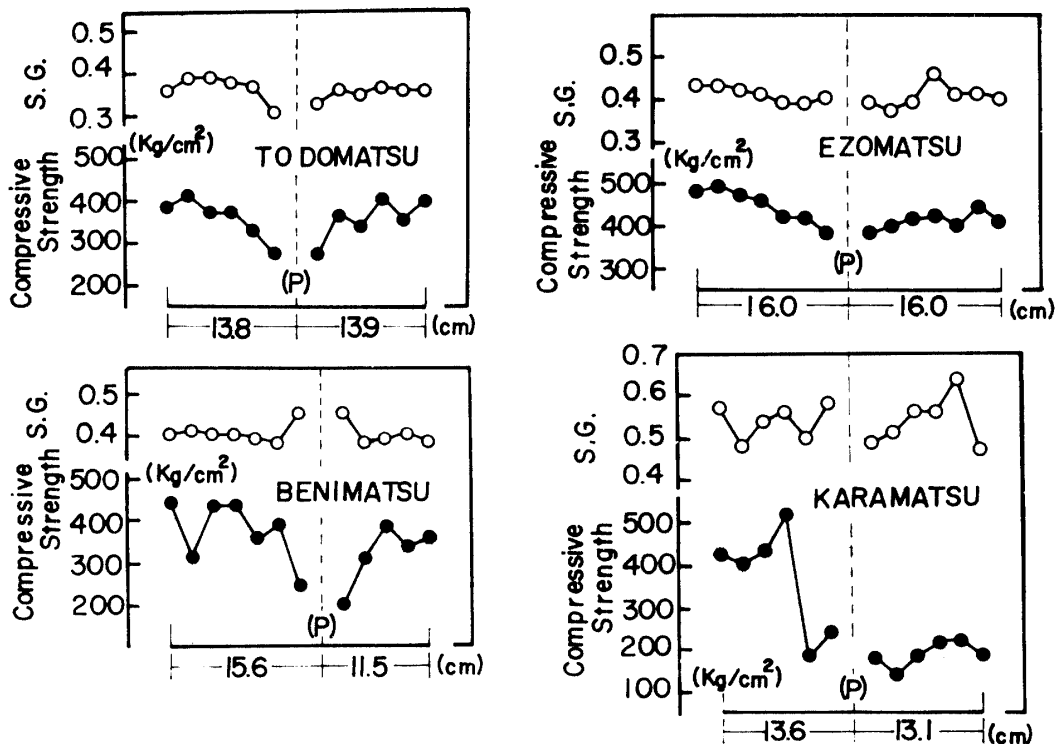 0.5
0.4
0.3
S.G.
(Kg/cm²)
TODOMATSU
500
400
300
200
Compressive
Strength
(P)
13.8 13.9 (cm)
0.5
0.4
0.3
S.G.
(Kg/cm²)
EZOMATSU
500
400
300
Compressive
Strength
(P)
16.0 16.0 (cm)
0.5
0.4
S.G.
(Kg/cm²)
BENIMATSU
500
400
300
200
Compressive
Strength
(P)
15.6 11.5 (cm)
0.7
0.6
0.5
0.4
S.G.
KARAMATSU
500
400
300
200
100
Compressive
Strength
(Kg/cm²)
(P)
13.6 13.1 (cm)